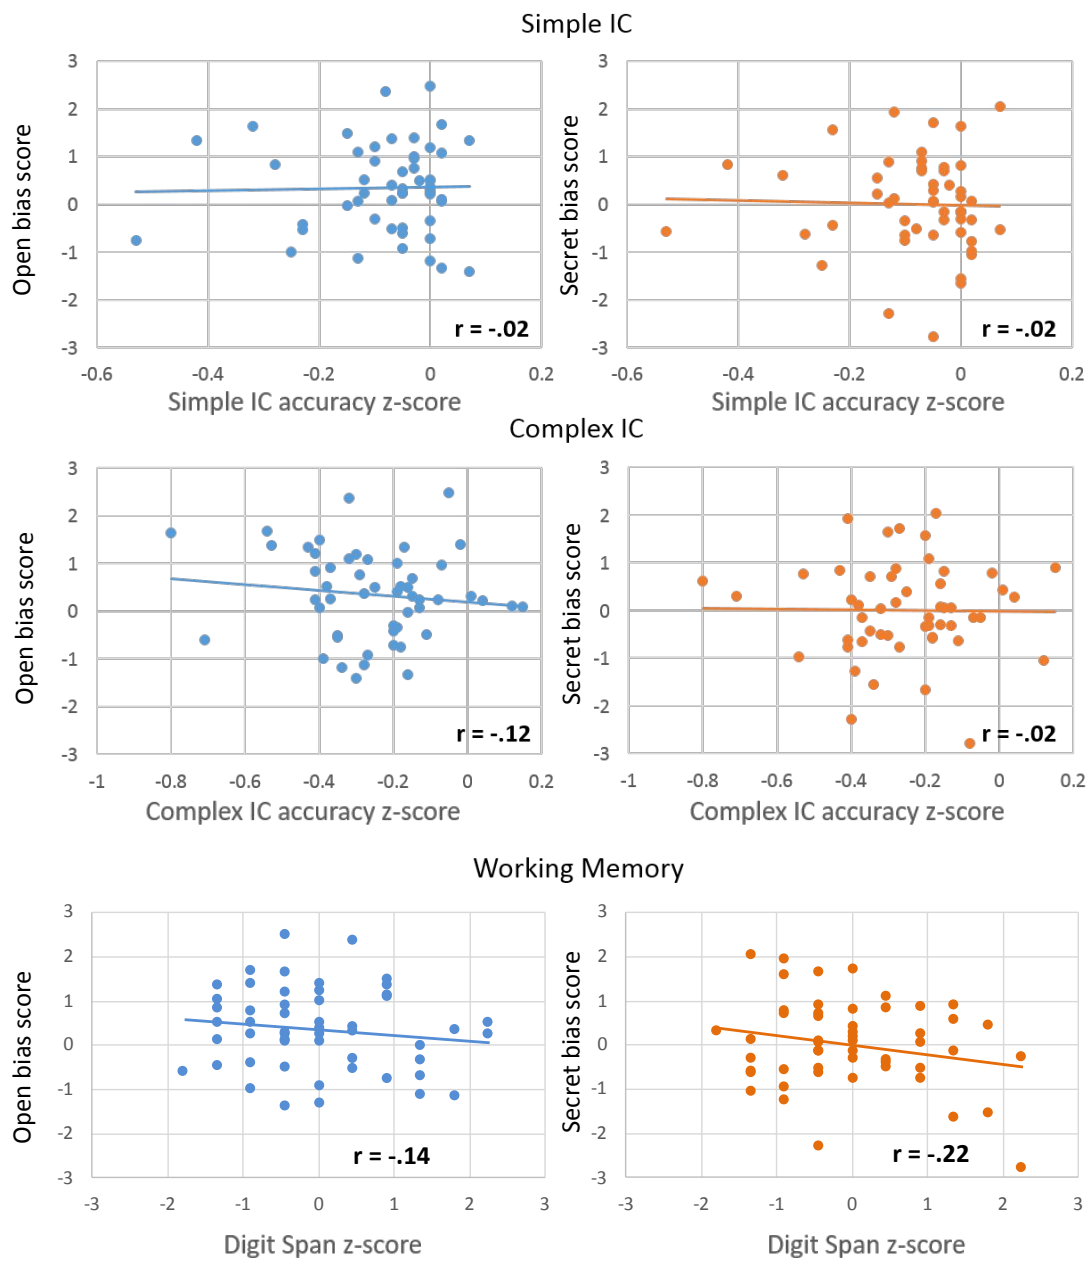 Simple IC
3
2
1
0
-1
-2
-3
Open bias score
r = -.02
-0.6 -0.4 -0.2 0 0.2
Simple IC accuracy z-score
3
2
1
0
-1
-2
-3
Secret bias score
r = -.02
-0.6 -0.4 -0.2 0 0.2
Simple IC accuracy z-score
Complex IC
3
2
1
0
-1
-2
-3
Open bias score
r = -.12
-1 -0.8 -0.6 -0.4 -0.2 0 0.2
Complex IC accuracy z-score
3
2
1
0
-1
-2
-3
Secret bias score
r = -.02
-1 -0.8 -0.6 -0.4 -0.2 0 0.2
Complex IC accuracy z-score
Working Memory
3
2
1
0
-1
-2
-3
Open bias score
r = -.14
-3 -2 -1 0 1 2 3
Digit Span z-score
3
2
1
0
-1
-2
-3
Secret bias score
r = -.22
-3 -2 -1 0 1 2 3
Digit Span z-score